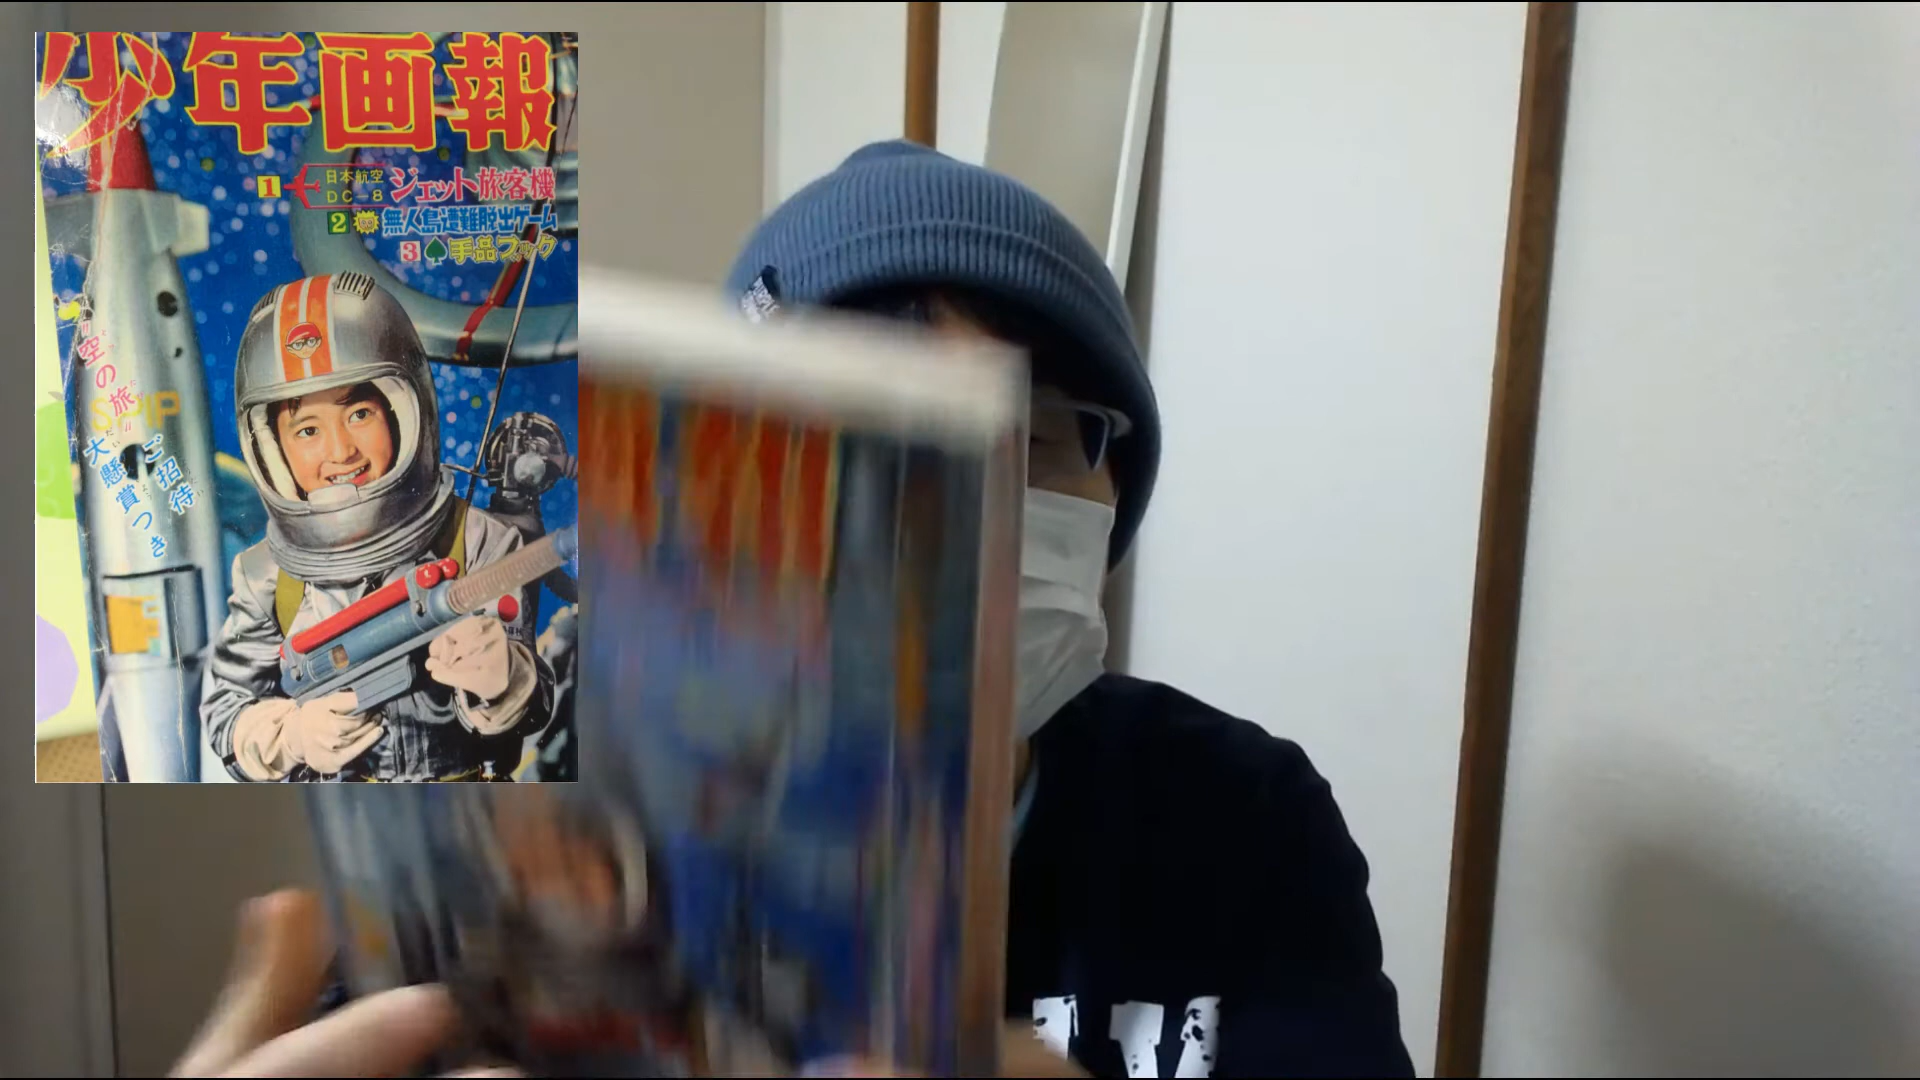 少年画報
1 日本航空 DC-8 ジェット旅客機
2 無人島遭難脱出ゲーム
3 手品ブック
"空の旅"
ご招待
大懸賞つき